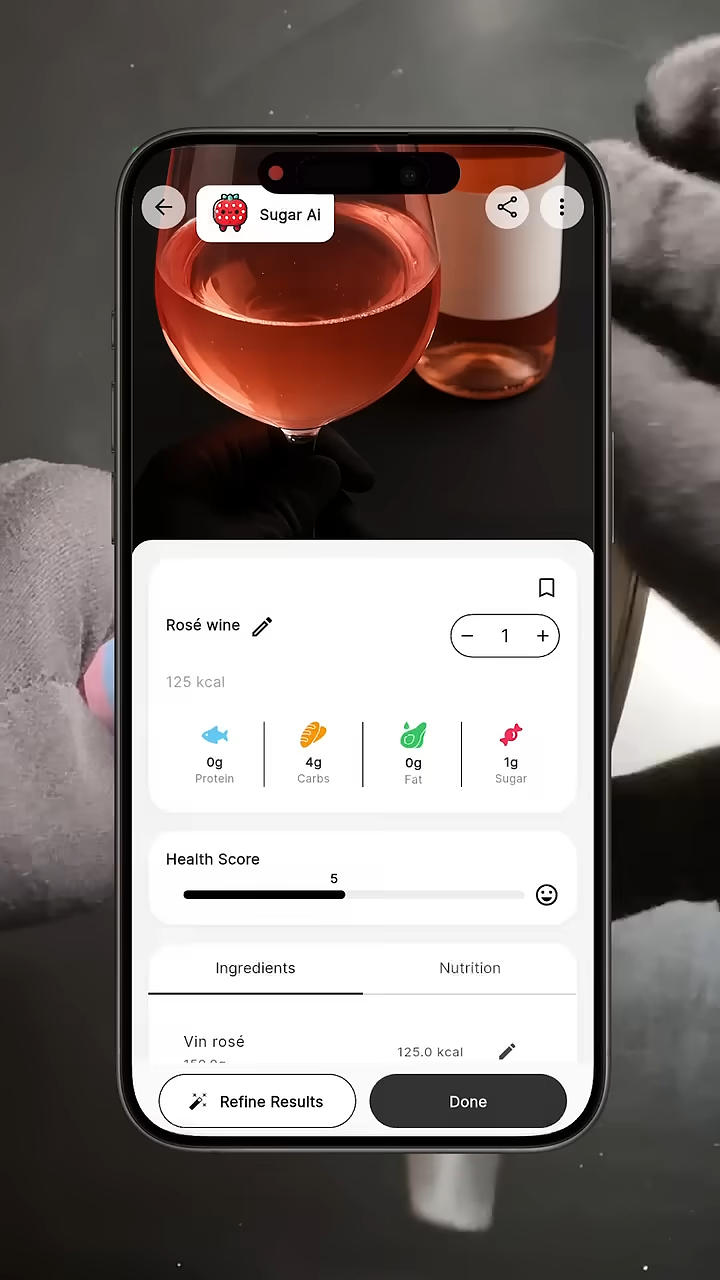 Sugar Ai
Rosé wine
1
125 kcal
0g
Protein
4g
Carbs
0g
Fat
1g
Sugar
Health Score
5
Ingredients
Nutrition
Vin rosé
125.0 kcal
Refine Results
Done